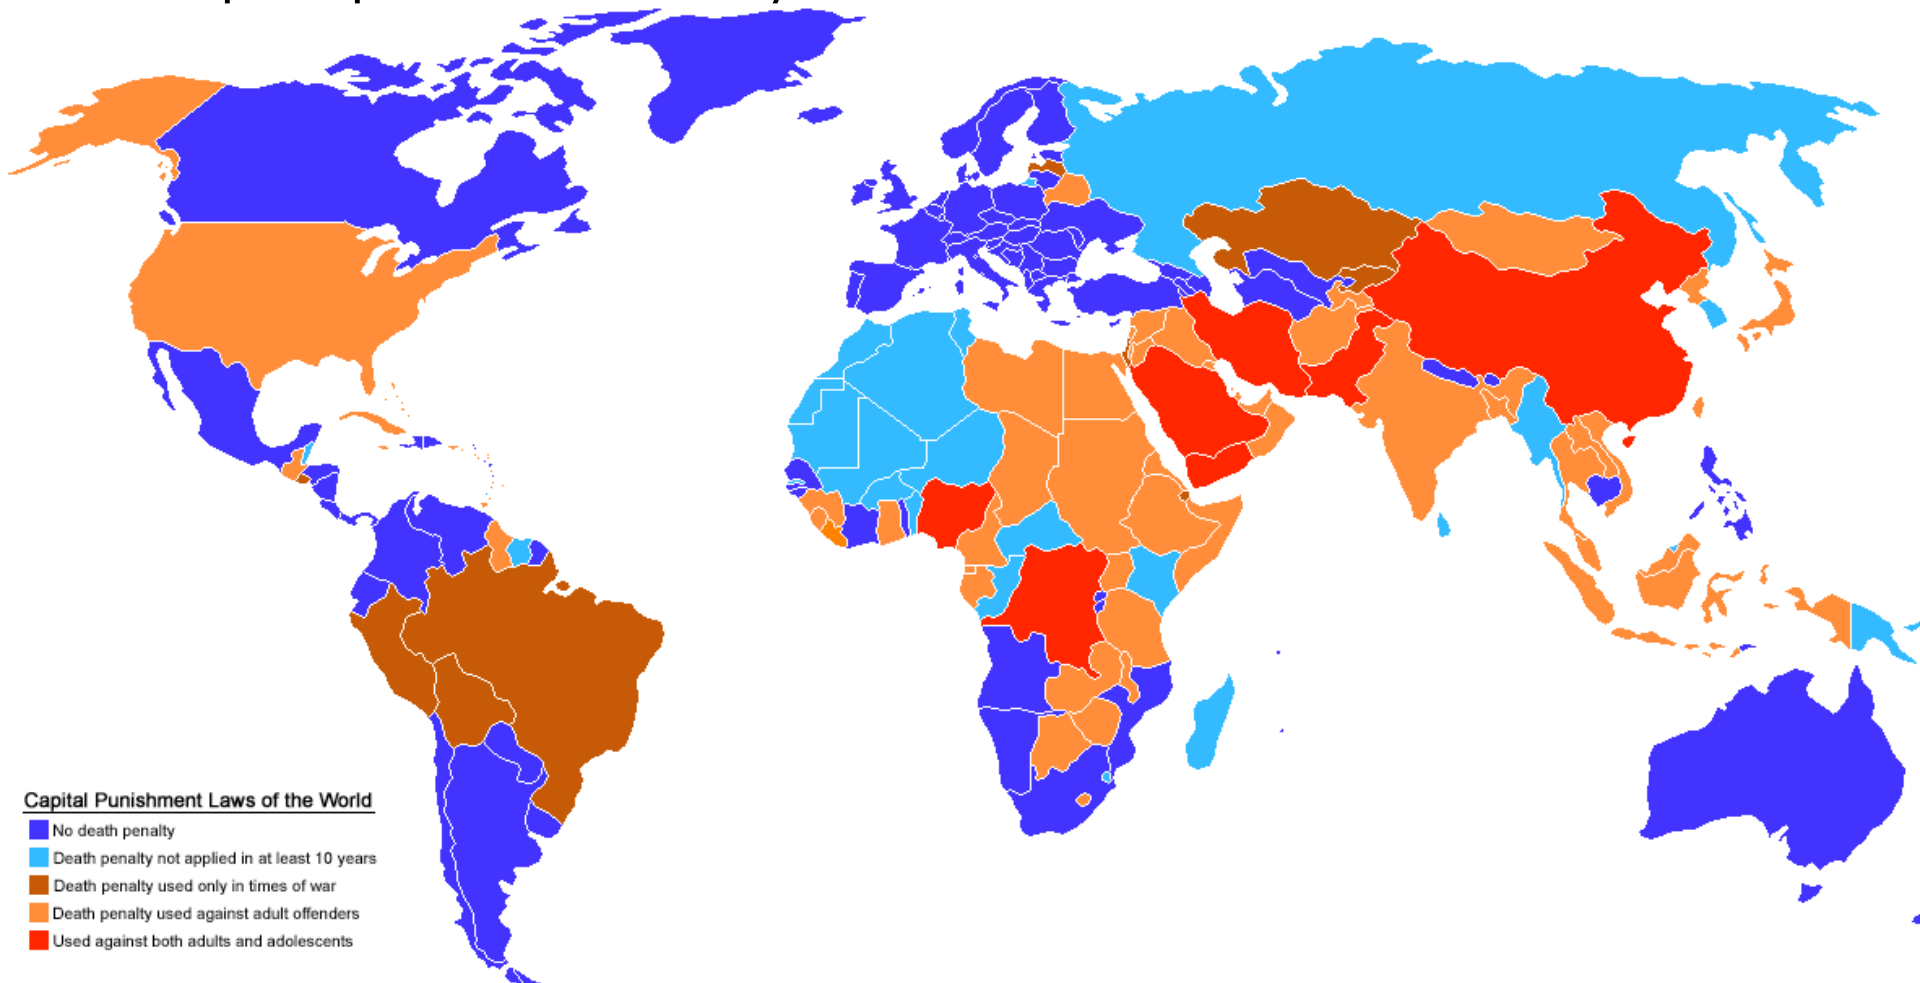 Capital Punishment Laws of the World
No death penalty
Death penalty not applied in at least 10 years
Death penalty used only in times of war
Death penalty used against adult offenders
Used against both adults and adolescents